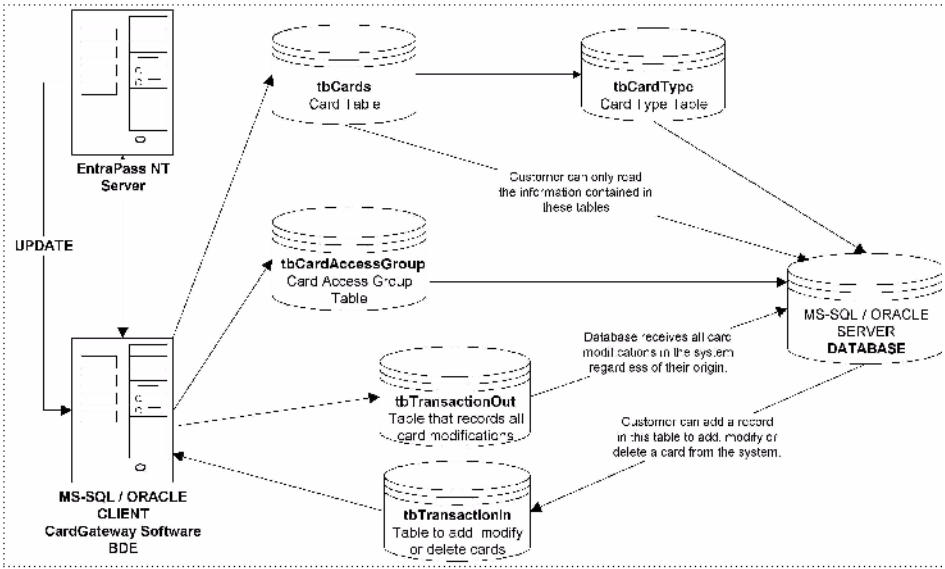 tbCards
Card Table
tbCardType
Card Type Table
EntraPass NT
Server
Customer can only read
the information contained in
these tables
UPDATE
tbCardAccessGroup
Card Access Group
Table
MS-SQL / ORACLE
SERVER
DATABASE
Database receives all card
modifications in the system
regardless of their origin.
tbTransactionOut
Table that records all
card modifications
Customer can add a record
in this table to add, modify or
delete a card from the system.
MS-SQL / ORACLE
CLIENT
CardGateway Software
BDE
tbTransactionIn
Table to add modify
or delete cards